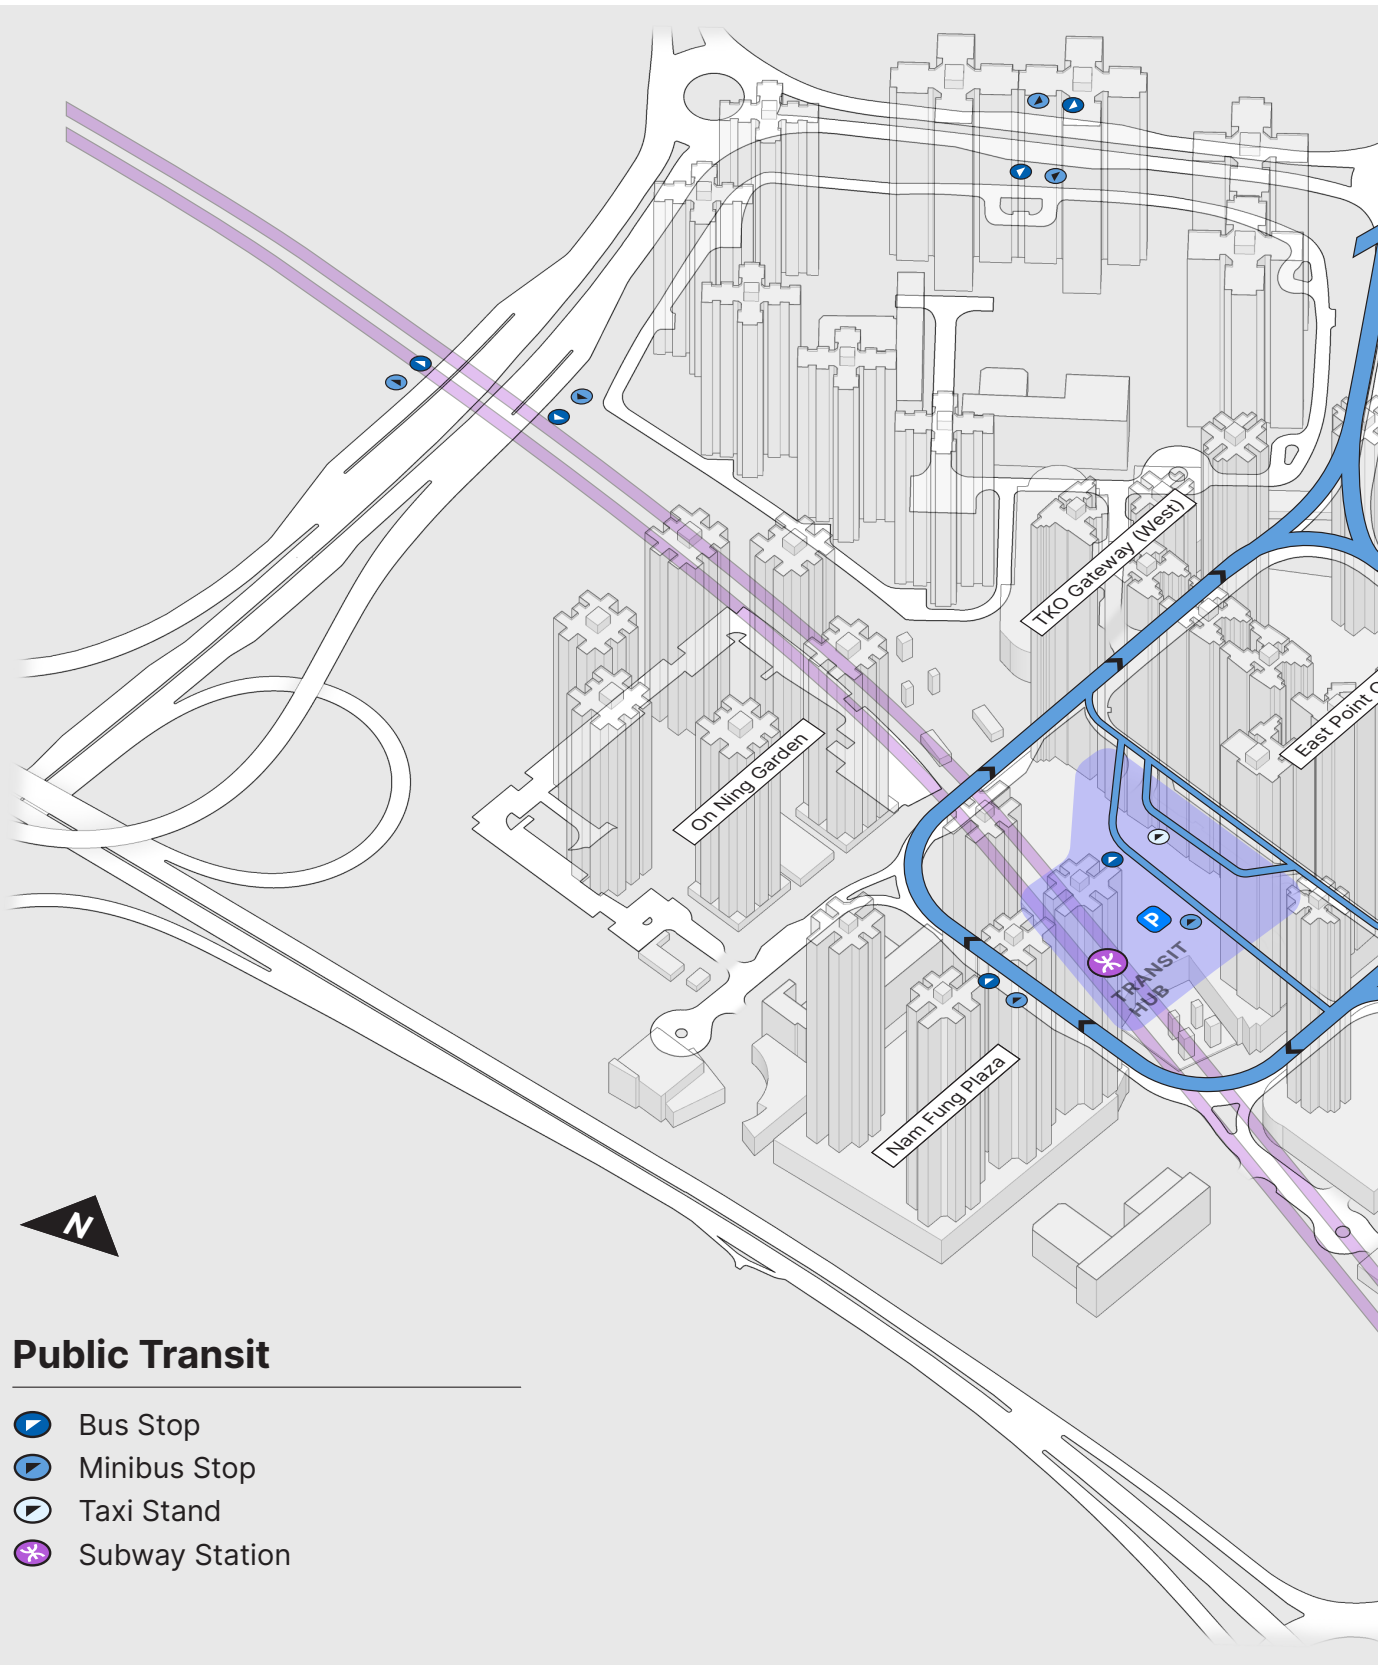 TKO Gateway (West)
East Point
On Ning Garden
P
TRANSIT
HUB
Nam Fung Plaza
N
Public Transit
Bus Stop
Minibus Stop
Taxi Stand
Subway Station